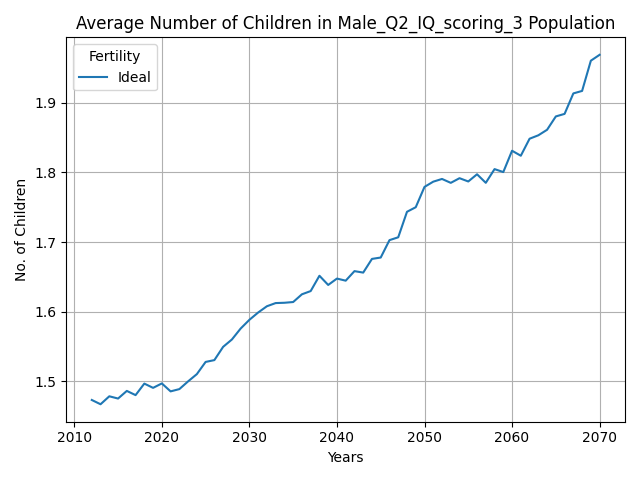 Average Number of Children in Male_Q2_IQ_scoring_3 Population
Fertility
Ideal
No. of Children
1.9
1.8
1.7
1.6
1.5
2010 2020 2030 2040 2050 2060 2070
Years